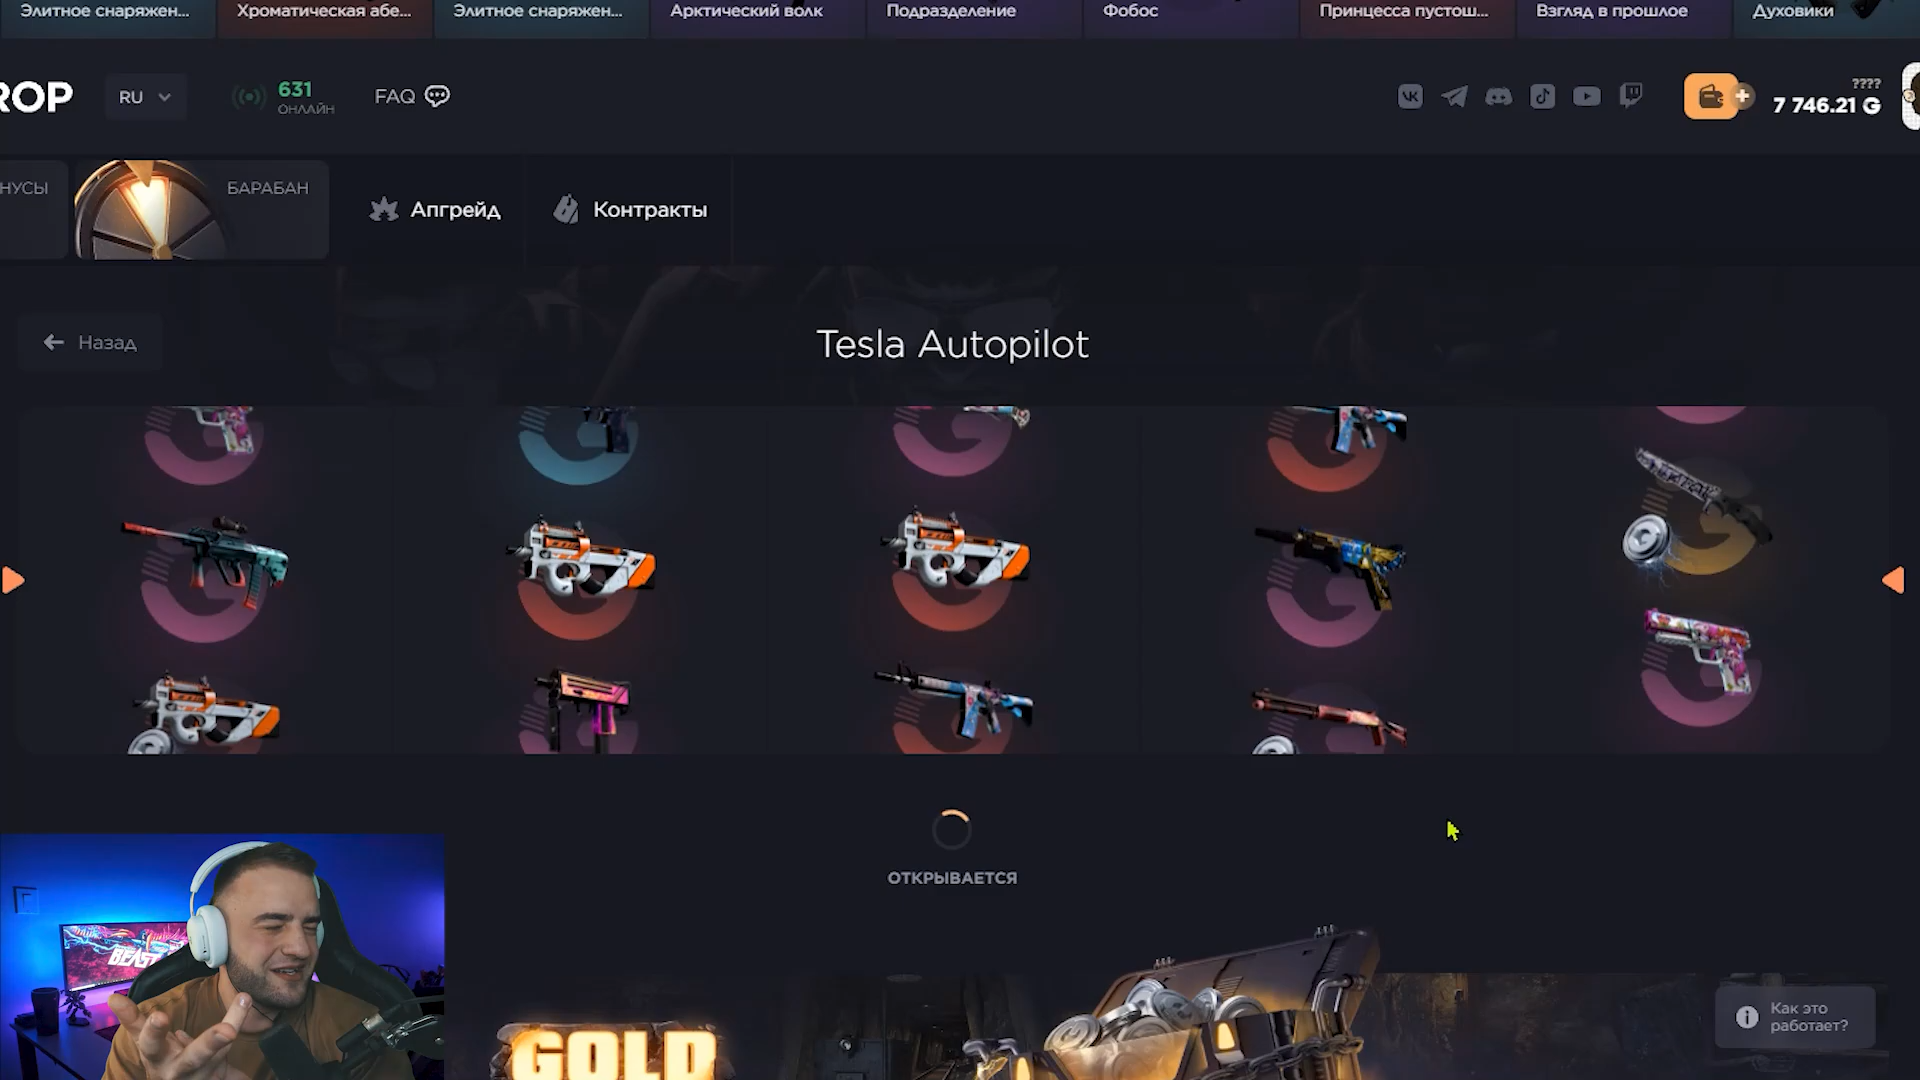 Элитное снаряжен...
Хроматическая абе...
Элитное снаряжен...
Арктический волк
Подразделение
Фобос
Принцесса пустош...
Взгляд в прошлое
Духовики
ROP
RU
631
ОНЛАЙН
FAQ
????
7 746.21 G
НУСЫ
БАРАБАН
Апгрейд
Контракты
Назад
Tesla Autopilot
ОТКРЫВАЕТСЯ
BEAST
GOLD
Как это
работает?